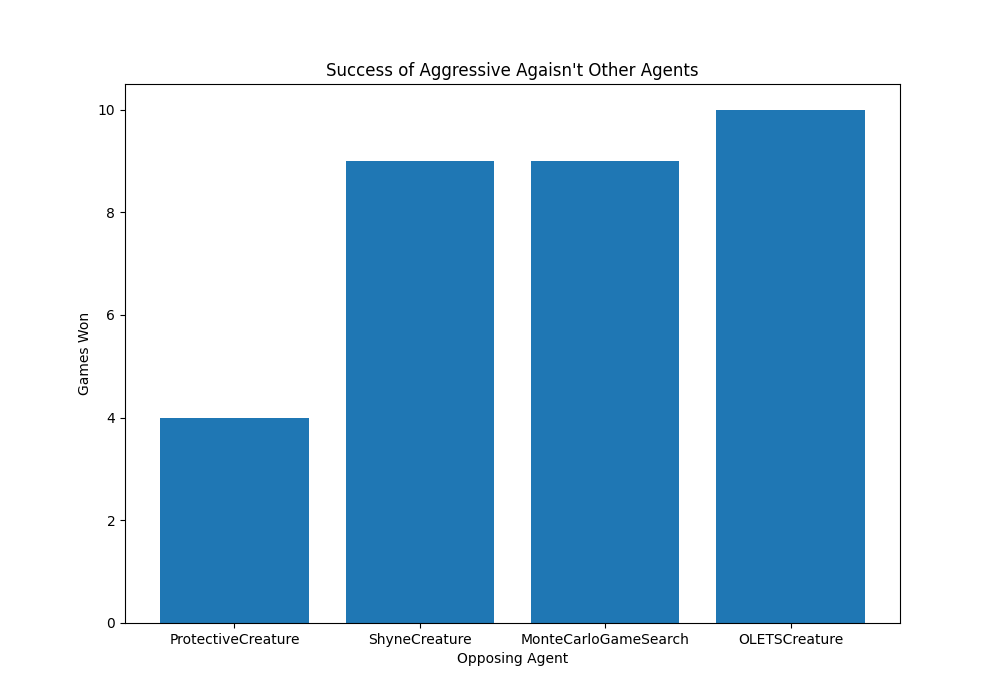 Success of Aggressive Agaisn't Other Agents
10
8
6
4
2
0
Games Won
ProtectiveCreature
ShyneCreature
MonteCarloGameSearch
OLETSCreature
Opposing Agent